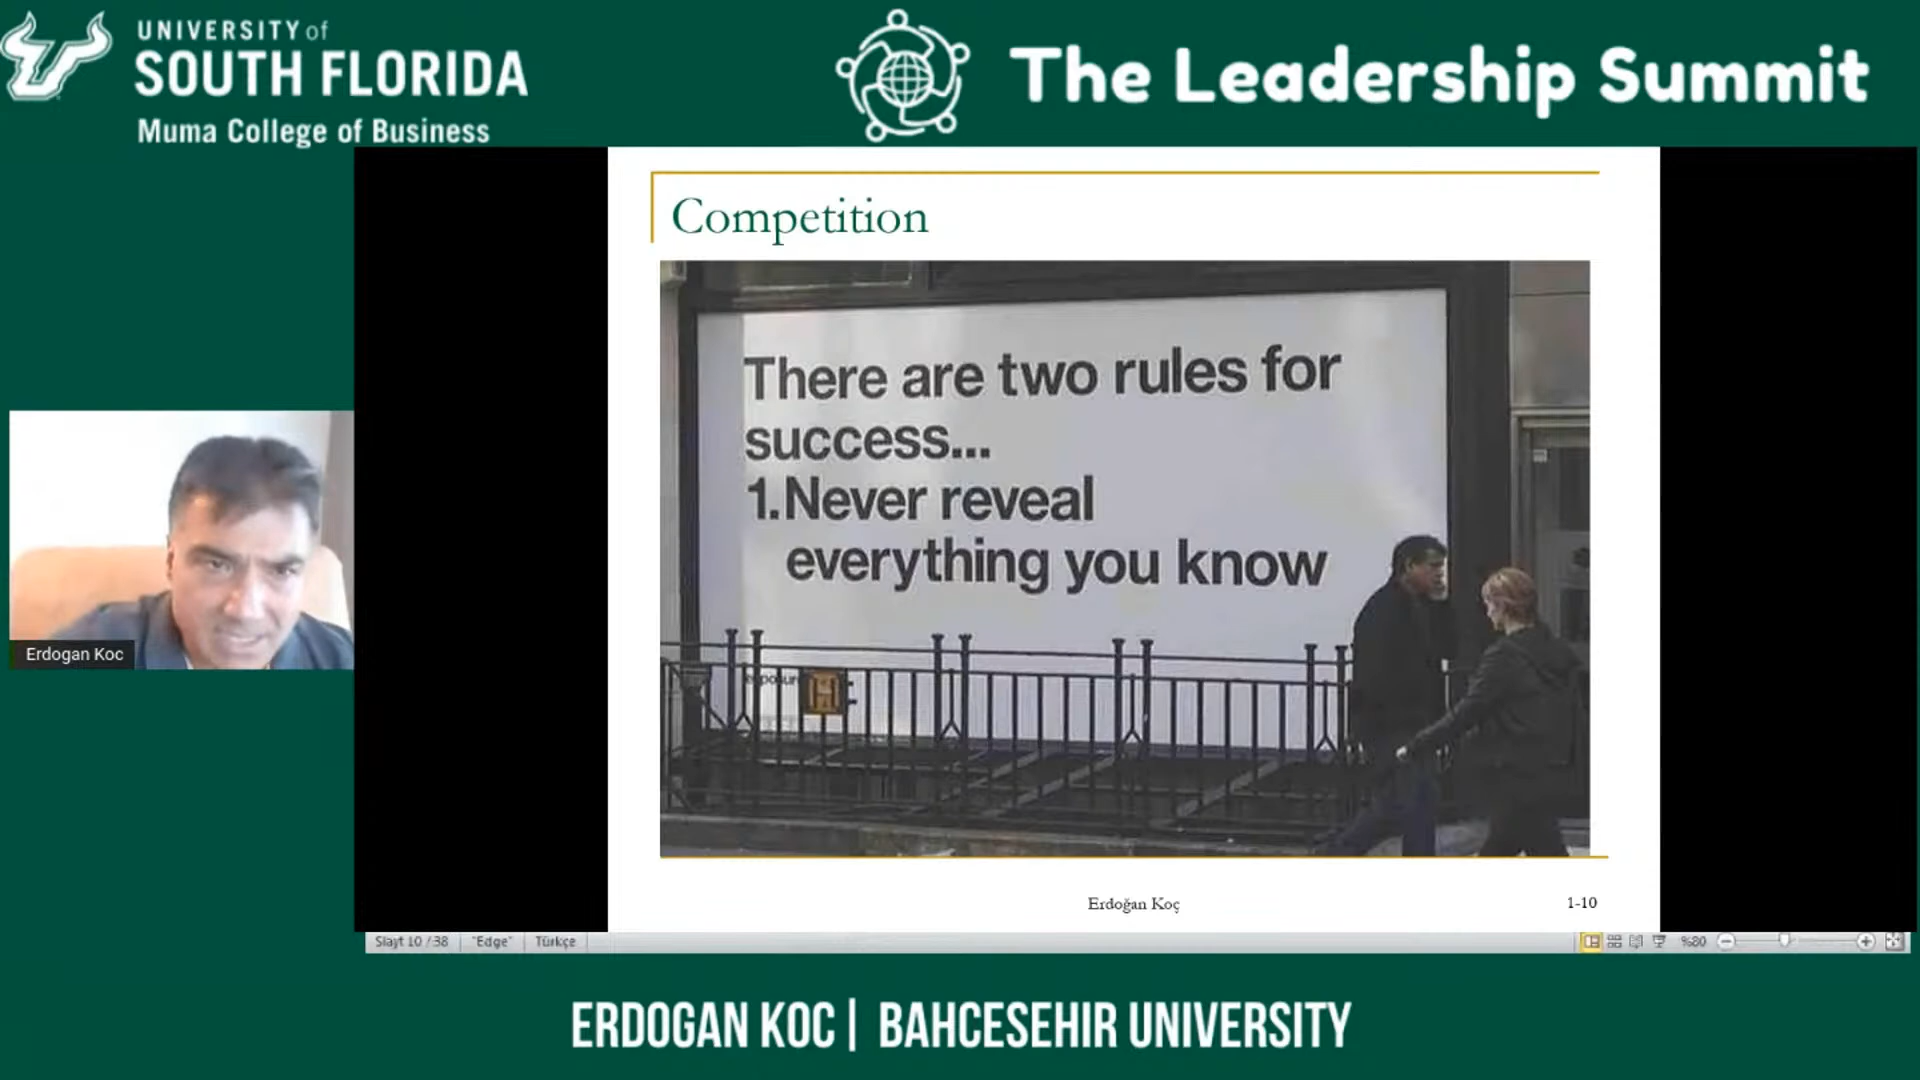 UNIVERSITY of
SOUTH FLORIDA
Muma College of Business
The Leadership Summit
Competition
There are two rules for
success...
1.Never reveal
everything you know
H
Erdogan Koc
Erdoğan Koç
1-10
Slayt 10 / 38
"Edge"
Türkçe
%80
ERDOGAN KOC | BAHCESEHIR UNIVERSITY